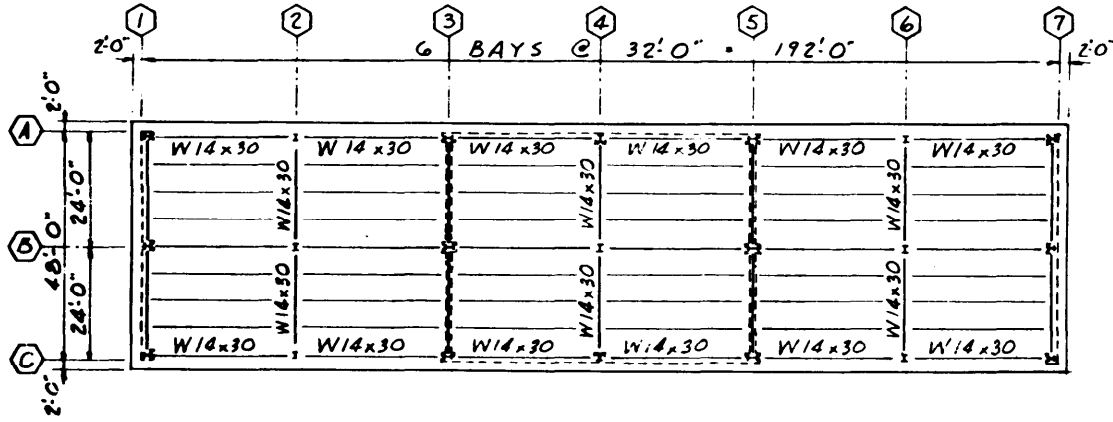 1 2 3 4 5 6 7
2'-0" 6 BAYS @ 32'-0" = 192'-0" 2'-0"
2'-0"
A
W14x30 W14x30 W14x30 W14x30 W14x30 W14x30
24'-0"
W14x30 W14x30 W14x30
B
48'-0"
24'-0"
W14x30 W14x30 W14x30
W14x30 W14x30 W14x30 W14x30 W14x30 W14x30
C
2'-0"